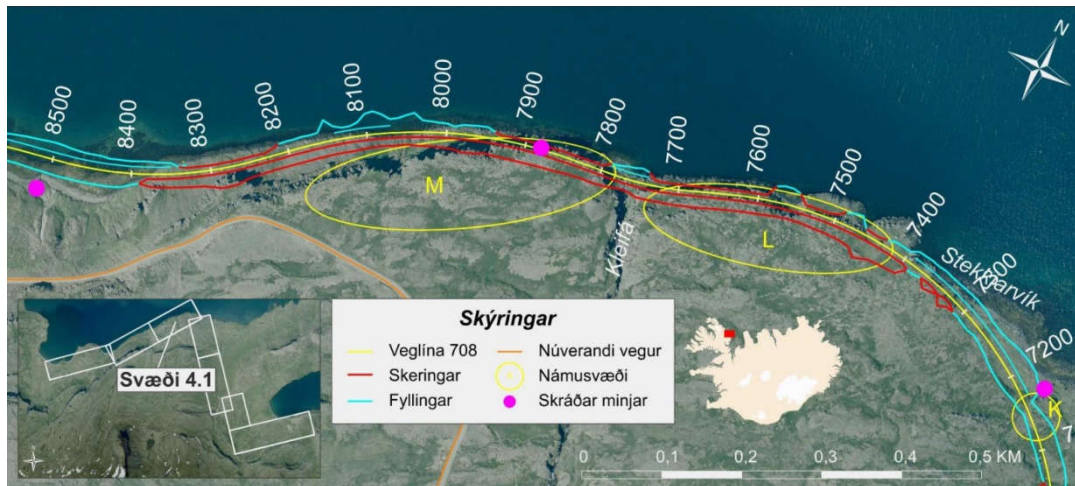 N
8500
8400
8300
8200
8100
8000
7900
7800
7700
7600
7500
7400
7200
M
L
K
Kleifá
Stekkjarvík
Svæði 4.1
Skýringar
Veglína 708
Skeringar
Fyllingar
Núverandi vegur
Námusvæði
Skráðar minjar
0
0,1
0,2
0,3
0,4
0,5 KM